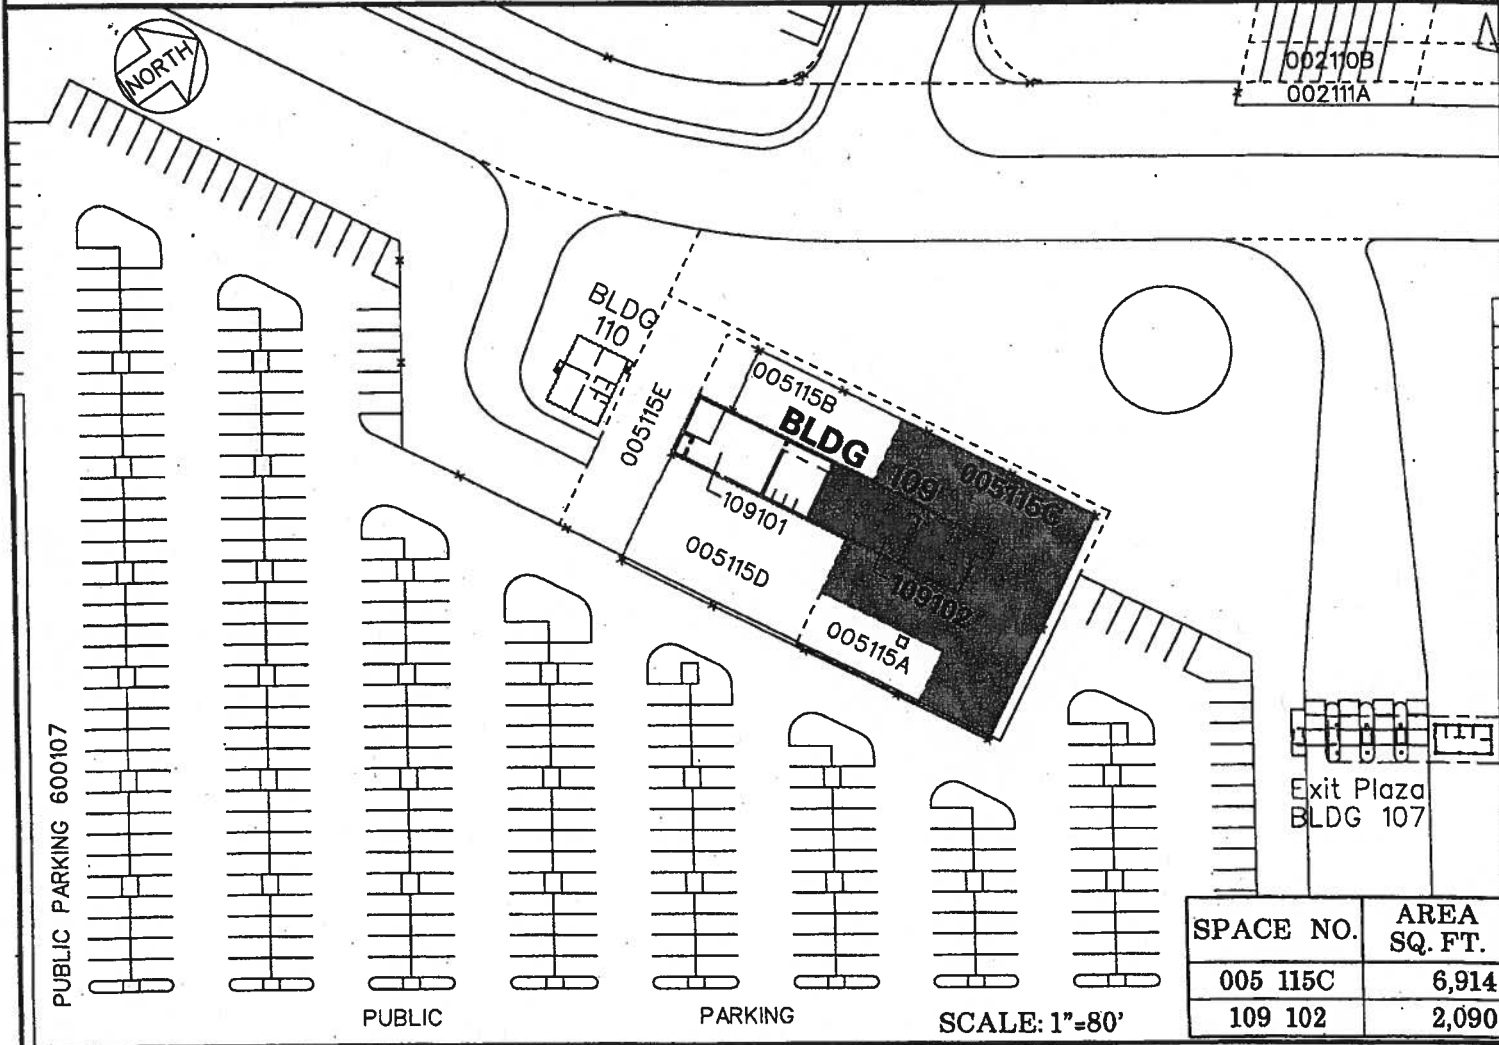 NORTH
002110B
002111A
BLDG
110
005115E
005115B
BLDG
109
005115C
109101
005115D
109102
005115A
Exit Plaza
BLDG 107
PUBLIC PARKING 600107
PUBLIC PARKING
SCALE: 1"=80'
SPACE NO. AREA SQ. FT.
005 115C 6,914
109 102 2,090